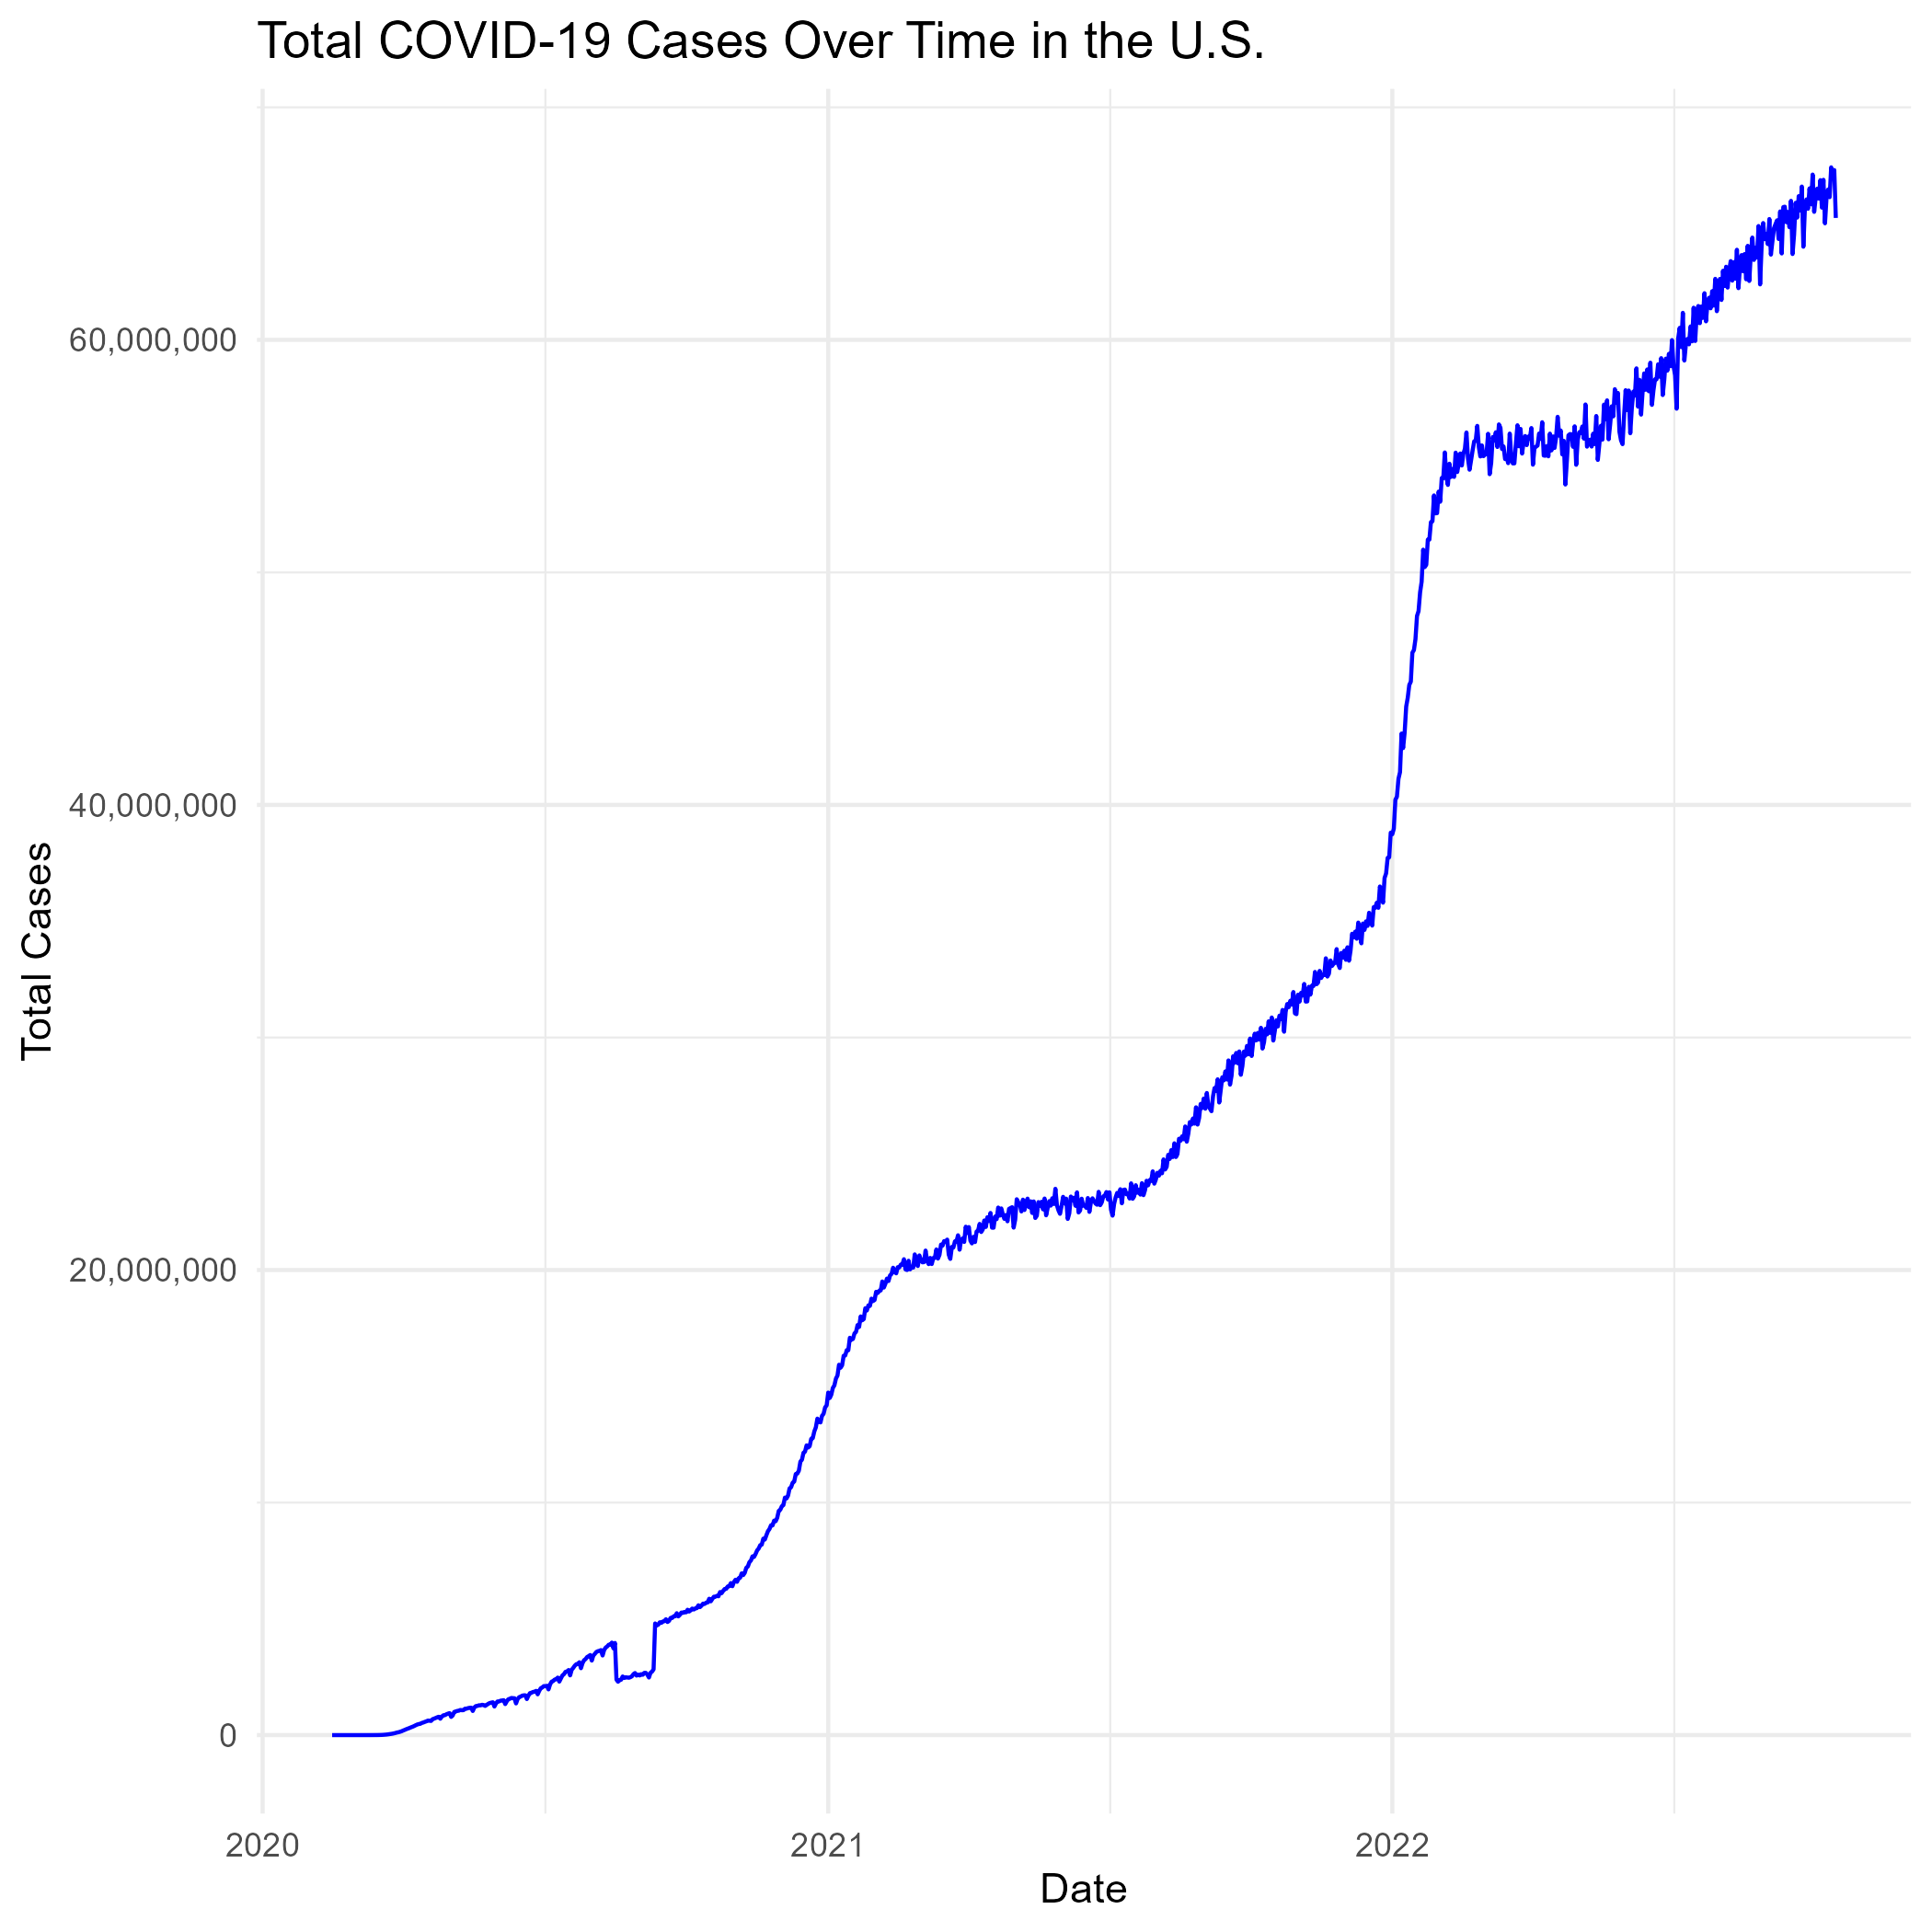 Total COVID-19 Cases Over Time in the U.S.
Total Cases
60,000,000
40,000,000
20,000,000
0
2020 2021 2022
Date